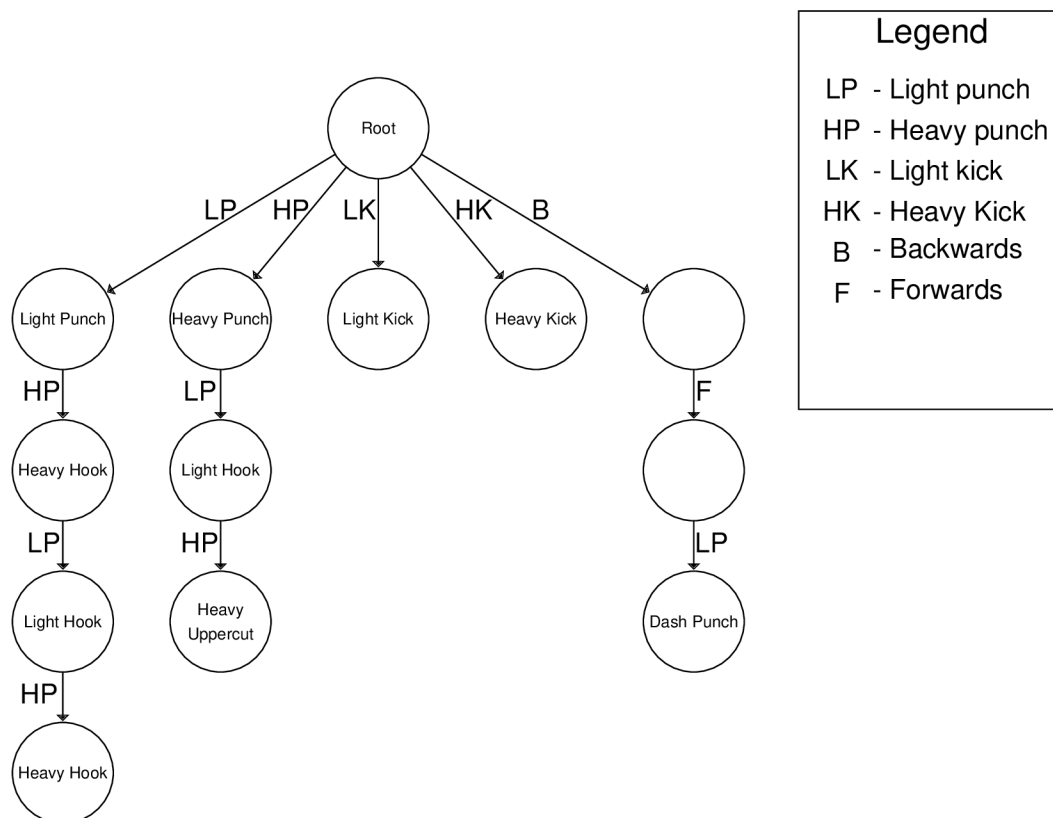 Legend
LP - Light punch
HP - Heavy punch
LK - Light kick
HK - Heavy Kick
B - Backwards
F - Forwards
Root
LP HP LK HK B
Light Punch Heavy Punch Light Kick Heavy Kick
HP LP F
Heavy Hook Light Hook
LP HP LP
Light Hook Heavy Dash Punch
Uppercut
HP
Heavy Hook